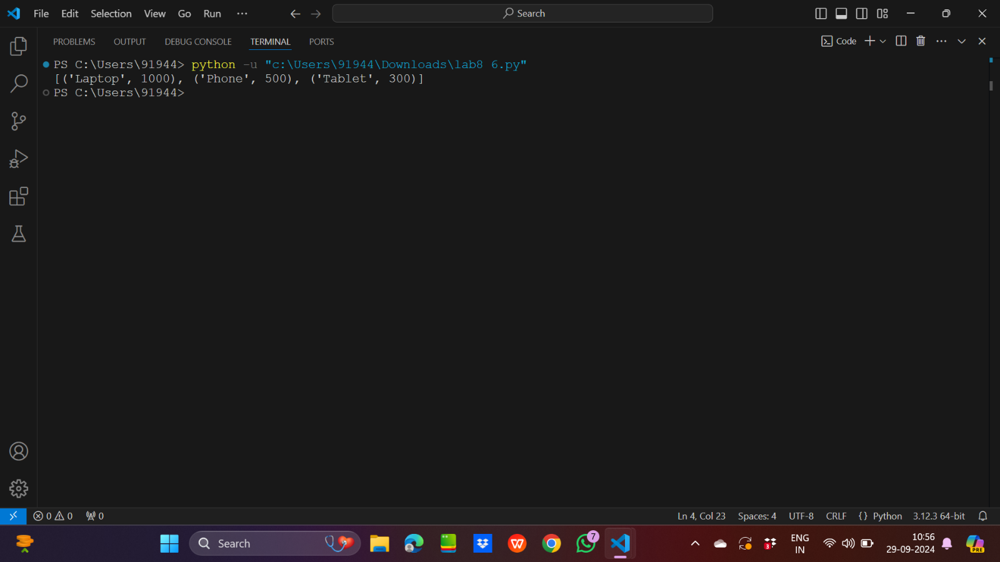 File Edit Selection View Go Run ··· Search
PROBLEMS OUTPUT DEBUG CONSOLE TERMINAL PORTS Code
PS C:\Users\91944> python -u "c:\Users\91944\Downloads\lab8 6.py"
[('Laptop', 1000), ('Phone', 500), ('Tablet', 300)]
PS C:\Users\91944>
0 0 0 Ln 4, Col 23 Spaces: 4 UTF-8 CRLF {} Python 3.12.3 64-bit
Search W 7 3 ENG 10:56
IN 29-09-2024 PRE